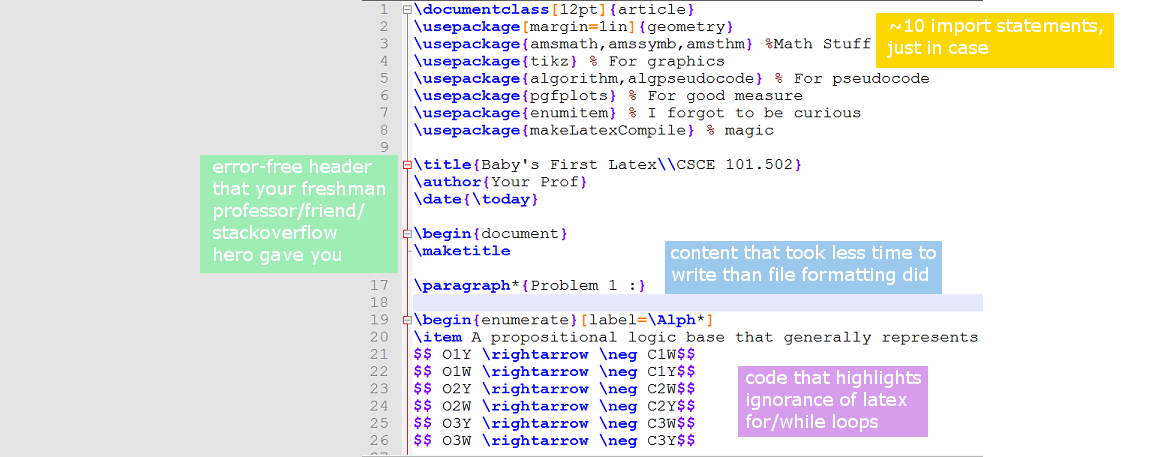 1 \documentclass[12pt]{article}
2 \usepackage[margin=1in]{geometry}
3 \usepackage{amsmath,amssymb,amsthm} %Math Stuff
~10 import statements,
just in case
4 \usepackage{tikz} % For graphics
5 \usepackage{algorithm,algpseudocode} % For pseudocode
6 \usepackage{pgfplots} % For good measure
7 \usepackage{enumitem} % I forgot to be curious
8 \usepackage{makeLatexCompile} % magic
9
error-free header
that your freshman
professor/friend/
stackoverflow
hero gave you
\title{Baby's First Latex\\CSCE 101.502}
\author{Your Prof}
\date{\today}
\begin{document}
\maketitle
content that took less time to
write than file formatting did
17 \paragraph*{Problem 1 :}
18
19 \begin{enumerate}[label=\Alph*]
20 \item A propositional logic base that generally represents
21 $$ O1Y \rightarrow \neg C1W$$
22 $$ O1W \rightarrow \neg C1Y$$
23 $$ O2Y \rightarrow \neg C2W$$
24 $$ O2W \rightarrow \neg C2Y$$
25 $$ O3Y \rightarrow \neg C3W$$
26 $$ O3W \rightarrow \neg C3Y$$
code that highlights
ignorance of latex
for/while loops